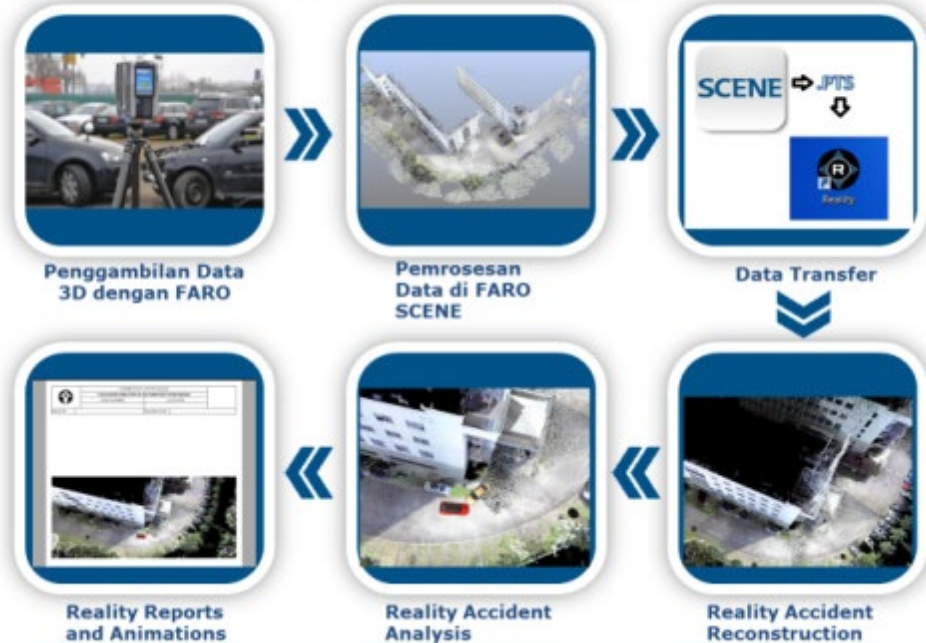 SCENE
.PTS
R
Reality
Penggambilan Data
3D dengan FARO
Pemrosesan
Data di FARO
SCENE
Data Transfer
Reality Reports
and Animations
Reality Accident
Analysis
Reality Accident
Reconstruction